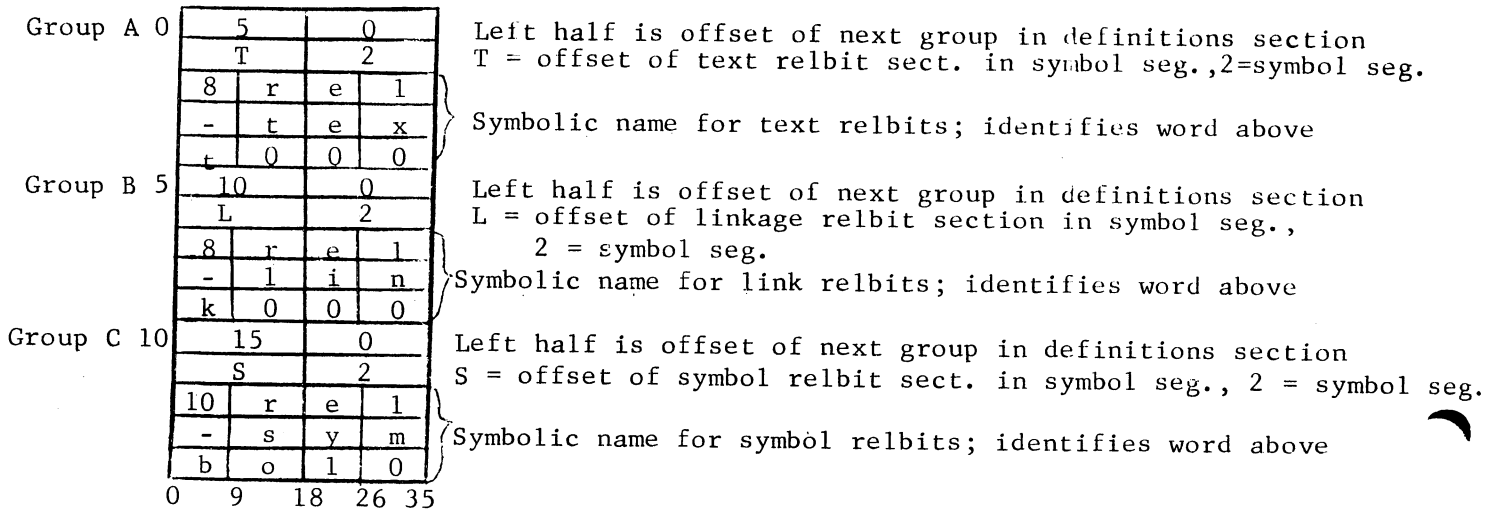 Group A 0 5 0 Left half is offset of next group in definitions section
T 2 T = offset of text relbit sect. in symbol seg.,2=symbol seg.
8 r e l
- t e x Symbolic name for text relbits; identifies word above
t 0 0 0
Group B 5 10 0 Left half is offset of next group in definitions section
L 2 L = offset of linkage relbit section in symbol seg.,
8 r e l 2 = symbol seg.
- l i n Symbolic name for link relbits; identifies word above
k 0 0 0
Group C 10 15 0 Left half is offset of next group in definitions section
S 2 S = offset of symbol relbit sect. in symbol seg., 2 = symbol seg.
10 r e l
- s y m Symbolic name for symbol relbits; identifies word above
b o l 0
0 9 18 26 35